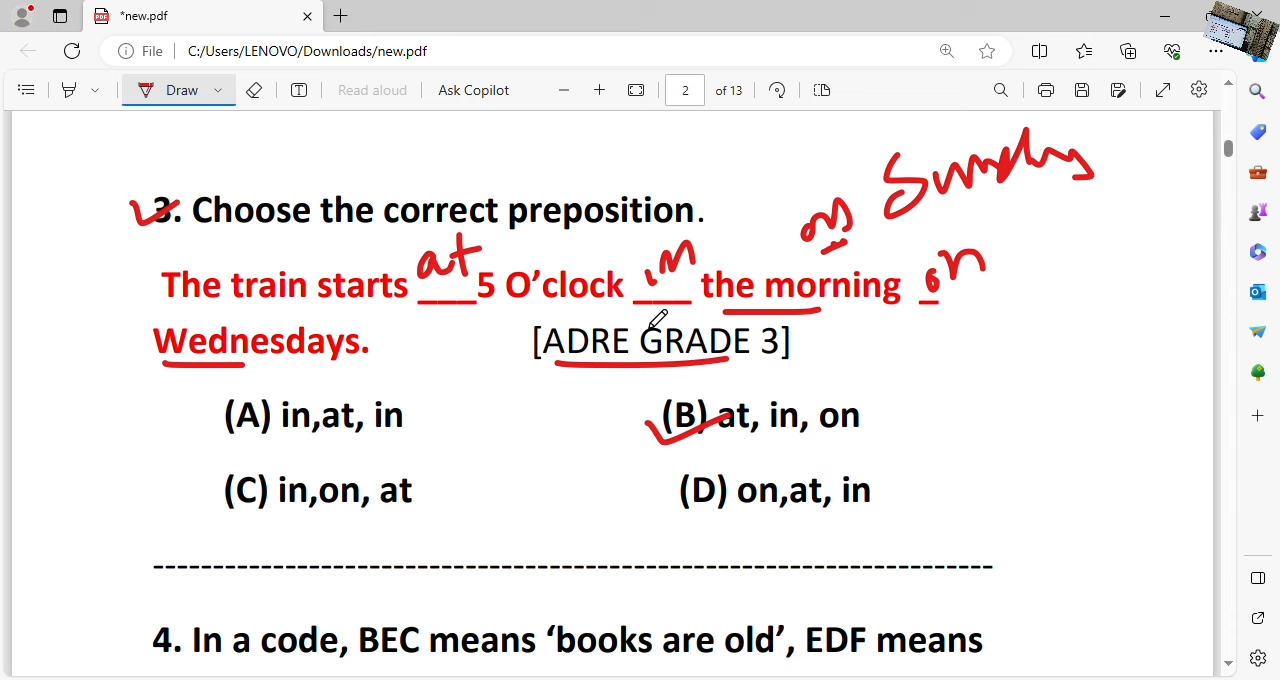 *new.pdf
File
C:/Users/LENOVO/Downloads/new.pdf
Draw
Read aloud
Ask Copilot
2
of 13
on Sunday
3. Choose the correct preposition.
at in on
The train starts ___5 O’clock ___ the morning _
Wednesdays. [ADRE GRADE 3]
(A) in,at, in (B) at, in, on
(C) in,on, at (D) on,at, in
--------------------------------------------------------------------
4. In a code, BEC means ‘books are old’, EDF means